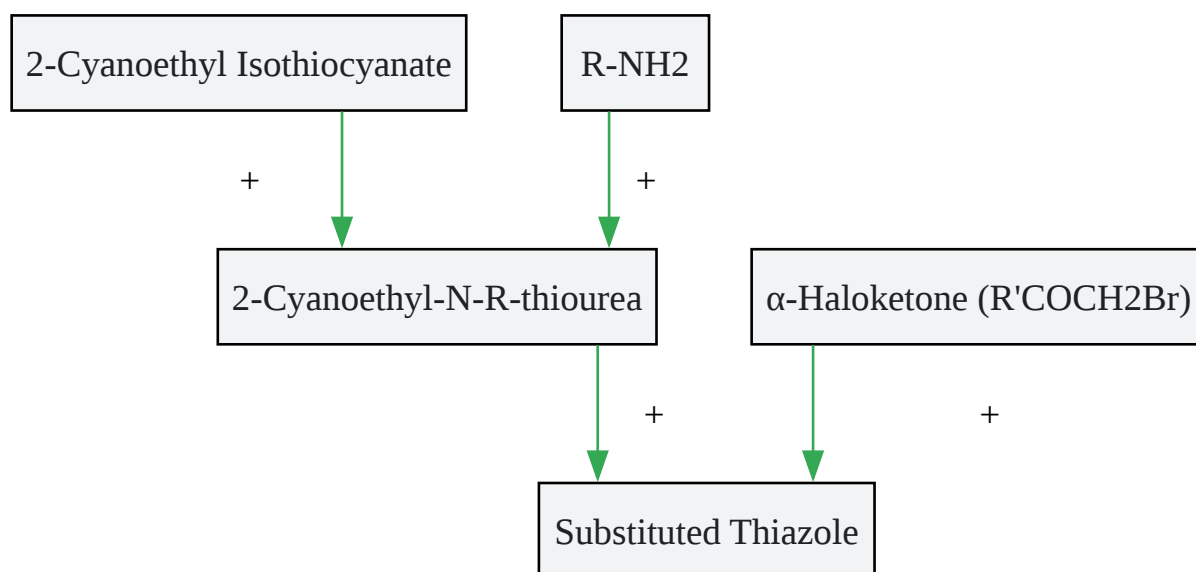 2-Cyanoethyl Isothiocyanate
R-NH2
+
+
2-Cyanoethyl-N-R-thiourea
α-Haloketone (R'COCH2Br)
+
+
Substituted Thiazole